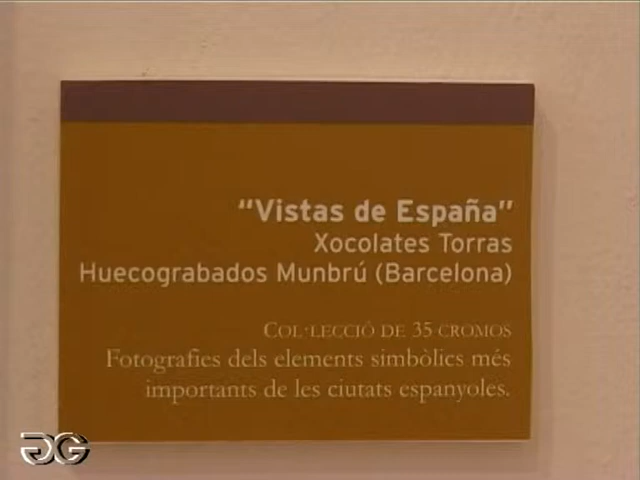 “Vistas de España”
Xocolates Torras
Huecograbados Munbrú (Barcelona)
COL·LECCIÓ DE 35 CROMOS
Fotografies dels elements simbòlics més
importants de les ciutats espanyoles.